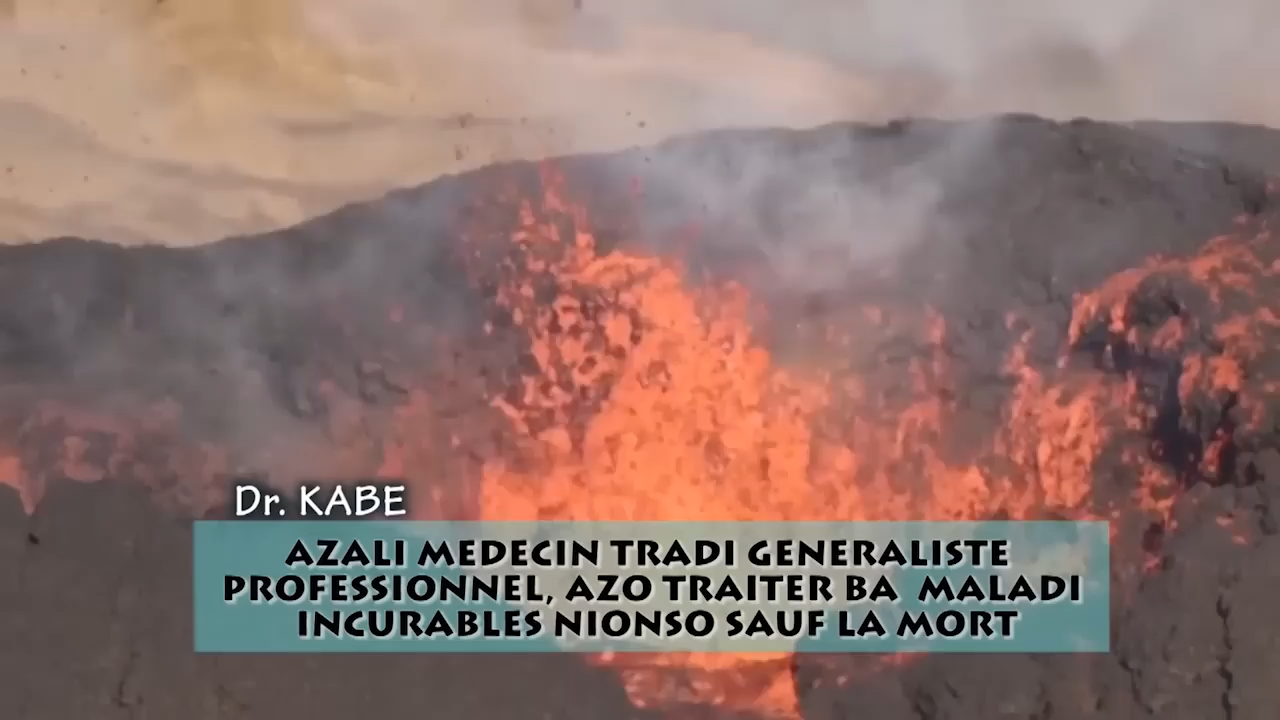 Dr. KABE
AZALI MEDECIN TRADI GENERALISTE
PROFESSIONNEL, AZO TRAITER BA MALADI
INCURABLES NIONSO SAUF LA MORT